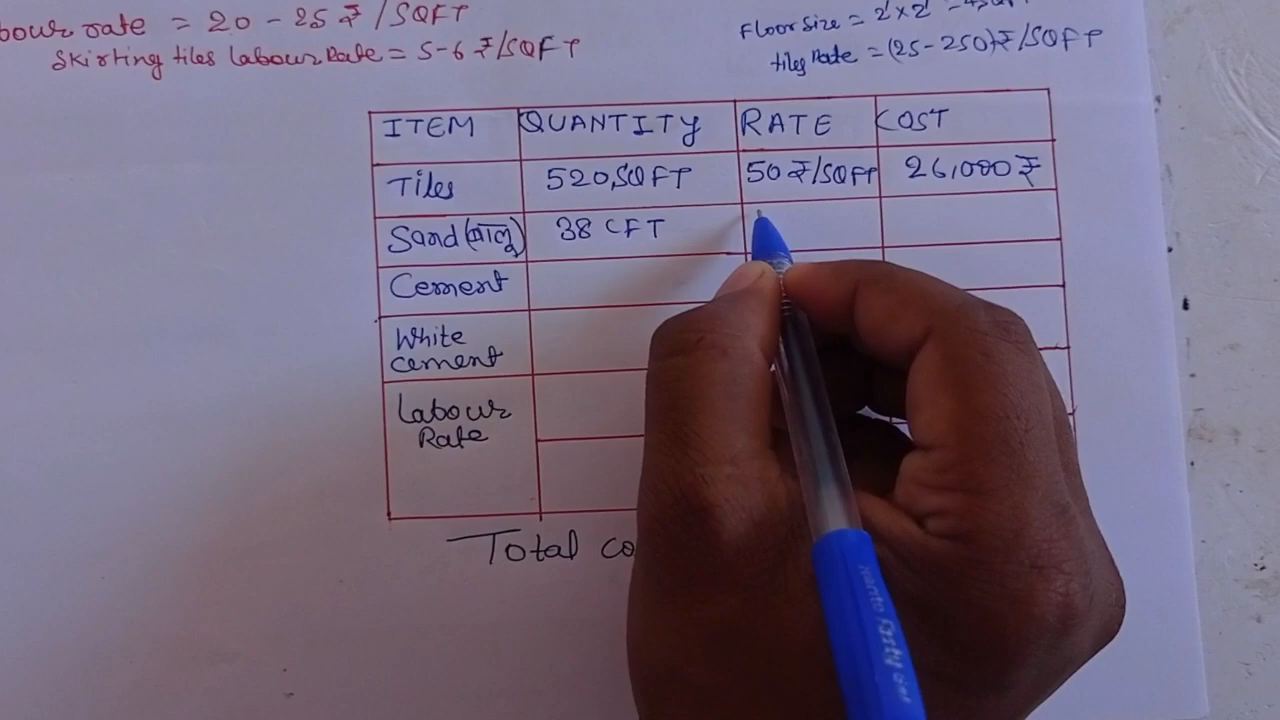 bour rate = 20 - 25 ₹/SQFT
Skirting tiles labour Rate = 5-6 ₹/SQFT
Floor Size = 2'x2'
tiles Rate = (25-250)₹/SQFT
ITEM QUANTITY RATE COST
Tiles 520 SQFT 50 ₹/SQFT 26,000 ₹
Sand (बालू) 38 CFT
Cement
White
cement
Labour
Rate
Total co